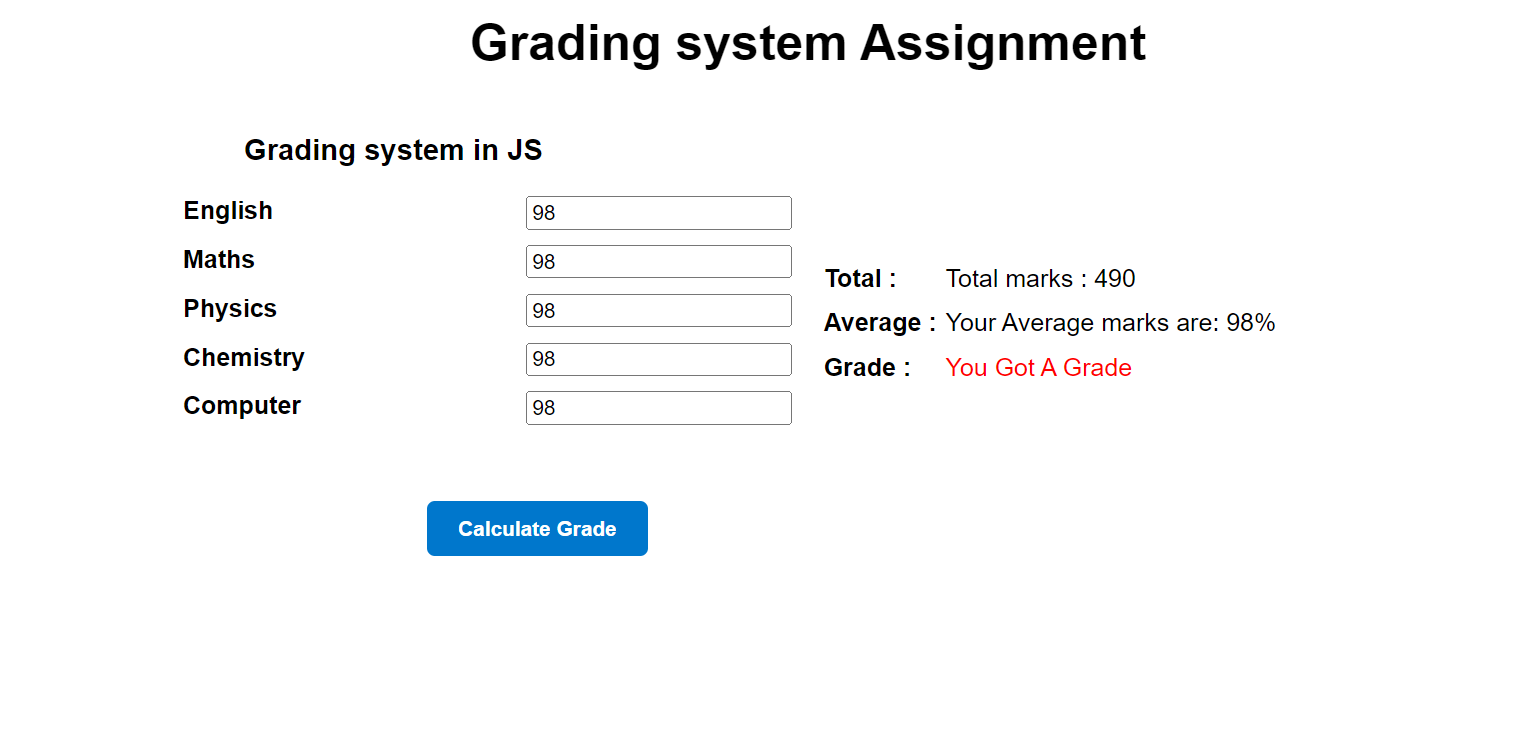 Grading system Assignment
Grading system in JS
English 98
Maths 98
Physics 98
Chemistry 98
Computer 98
Total : Total marks : 490
Average : Your Average marks are: 98%
Grade : You Got A Grade
Calculate Grade